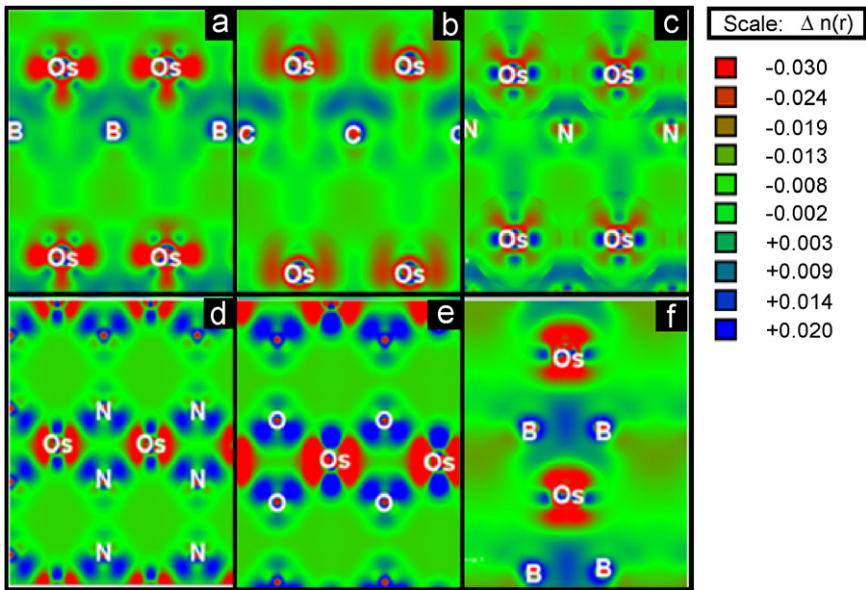 a b c
Scale: Δ n(r)
Os Os Os Os Os Os
-0.030
-0.024
B B B C C C N N N
-0.019
-0.013
-0.008
-0.002
Os Os Os Os Os Os
+0.003
+0.009
d e f
+0.014
+0.020
Os
N N O O B B
Os Os Os Os
N N O O Os
N N B B